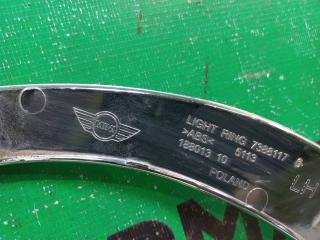 MINI
LIGHT RING 7388117
>ABS<
188013 10 5113
POLAND
LH